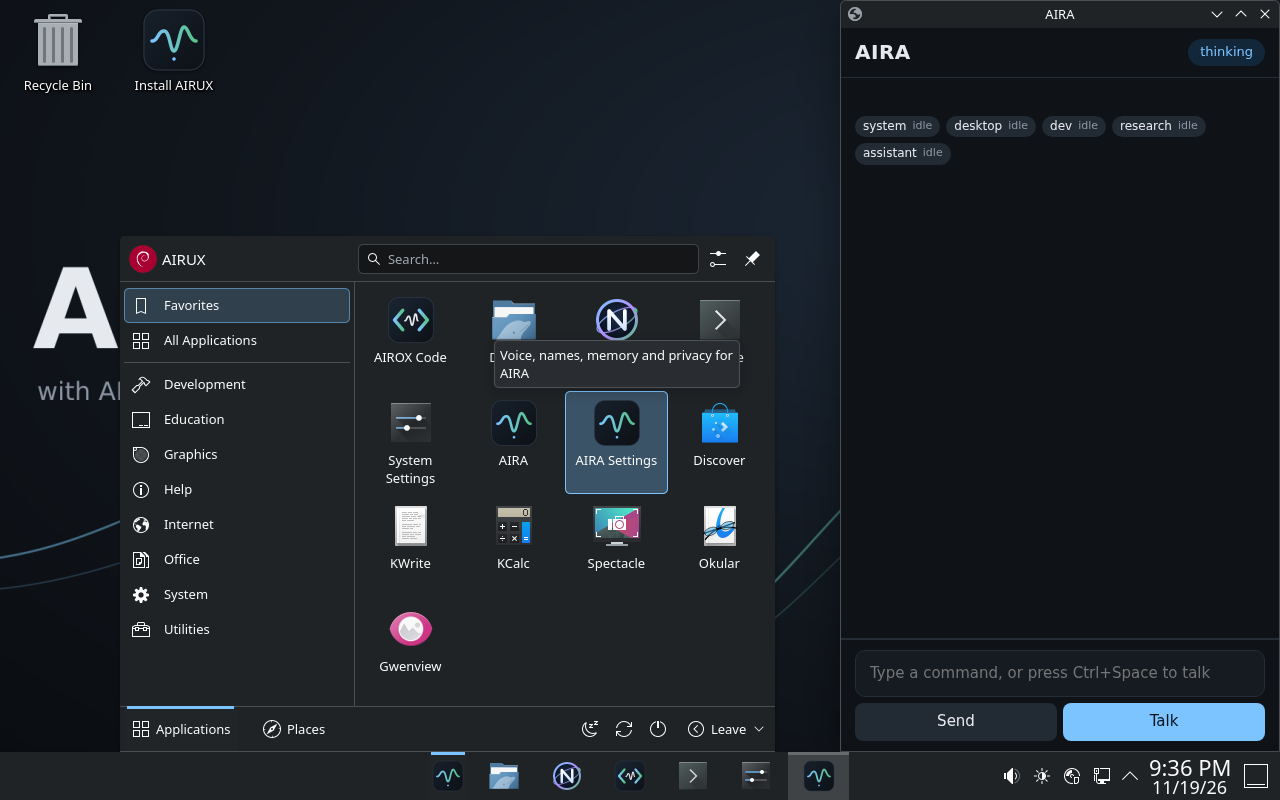 Recycle Bin
Install AIRUX
A
with AI
AIRUX
Search...
Favorites
All Applications
Development
Education
Graphics
Help
Internet
Office
System
Utilities
AIROX Code
Voice, names, memory and privacy for
AIRA
System
Settings
AIRA
AIRA Settings
Discover
KWrite
KCalc
Spectacle
Okular
Gwenview
Applications
Places
Leave
AIRA
AIRA
thinking
system idle
desktop idle
dev idle
research idle
assistant idle
Type a command, or press Ctrl+Space to talk
Send
Talk
9:36 PM
11/19/26